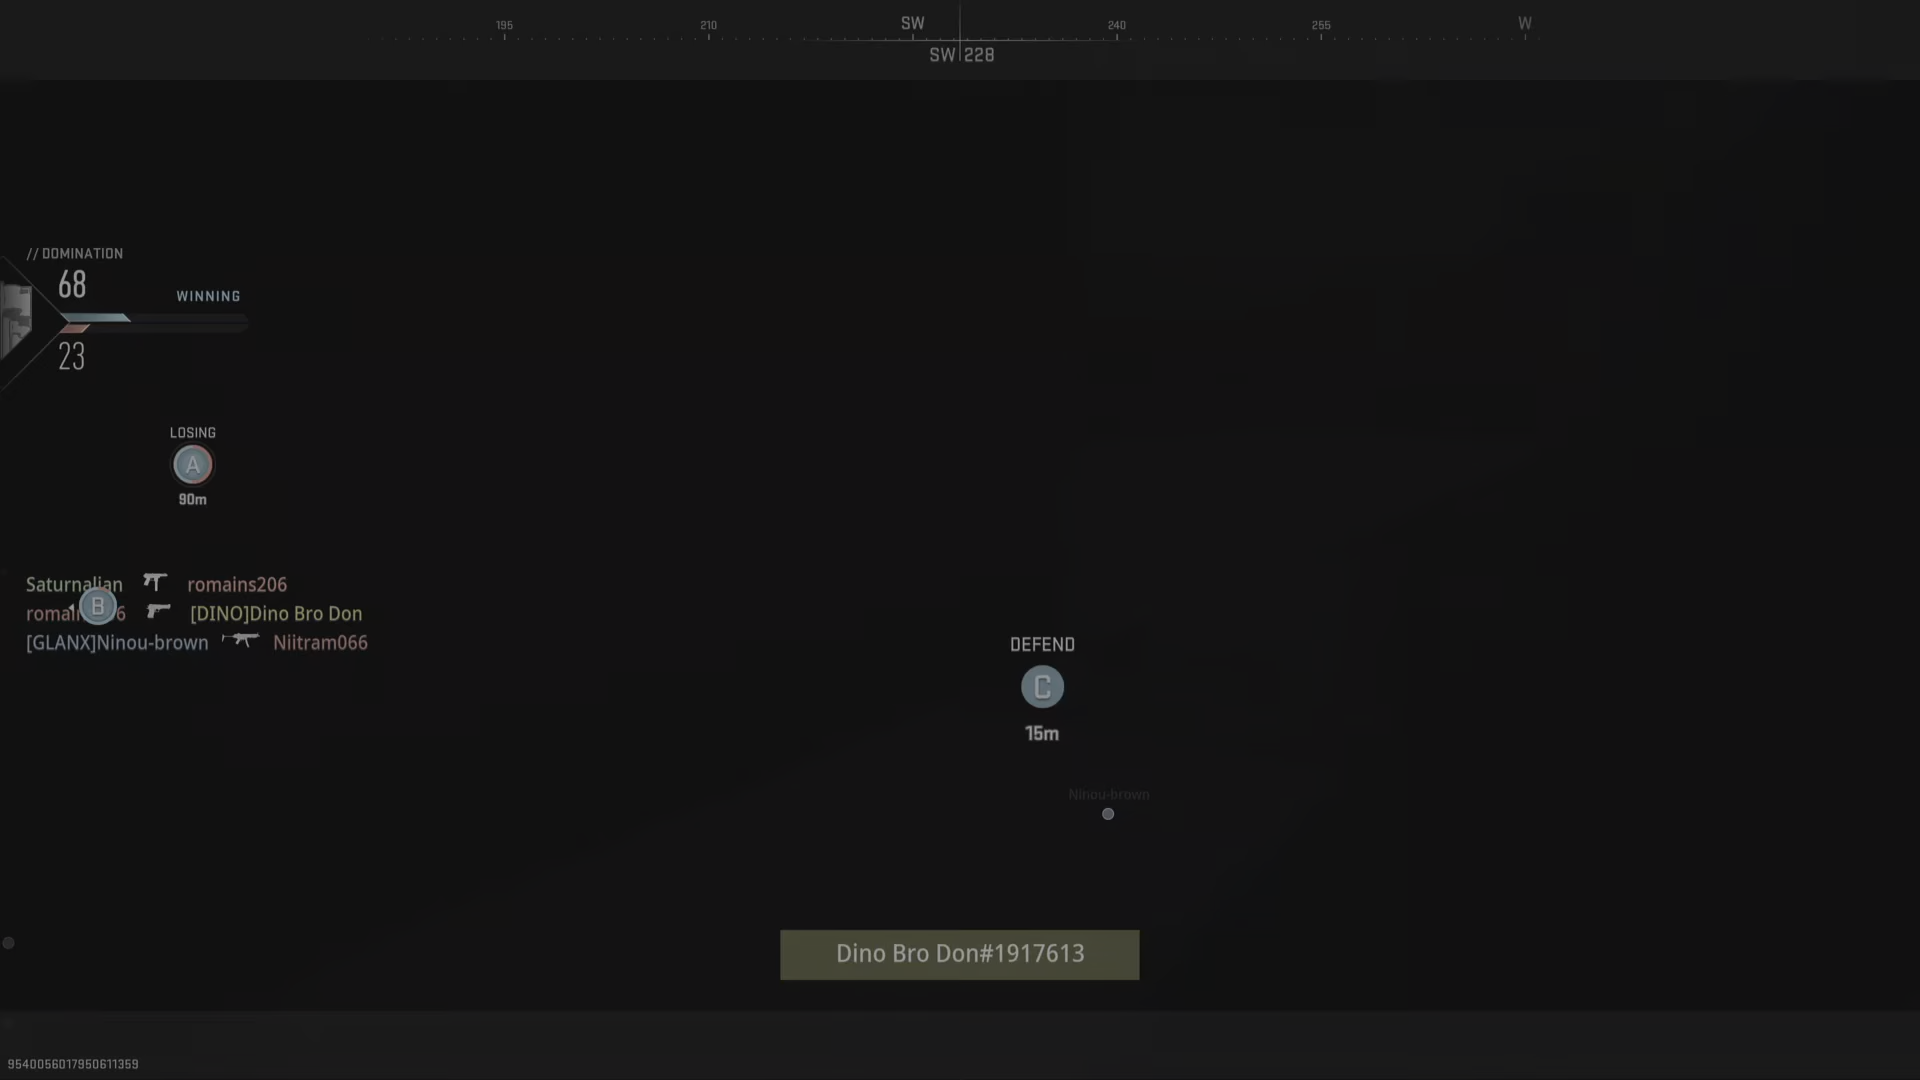 195 210 SW 240 255 W
SW 228
// DOMINATION
68
WINNING
23
LOSING
A
90m
Saturnalian romains206
B [DINO]Dino Bro Don
[GLANX]Ninou-brown Niitram066
DEFEND
C
15m
Ninou-brown
Dino Bro Don#1917613
9540056017950611359